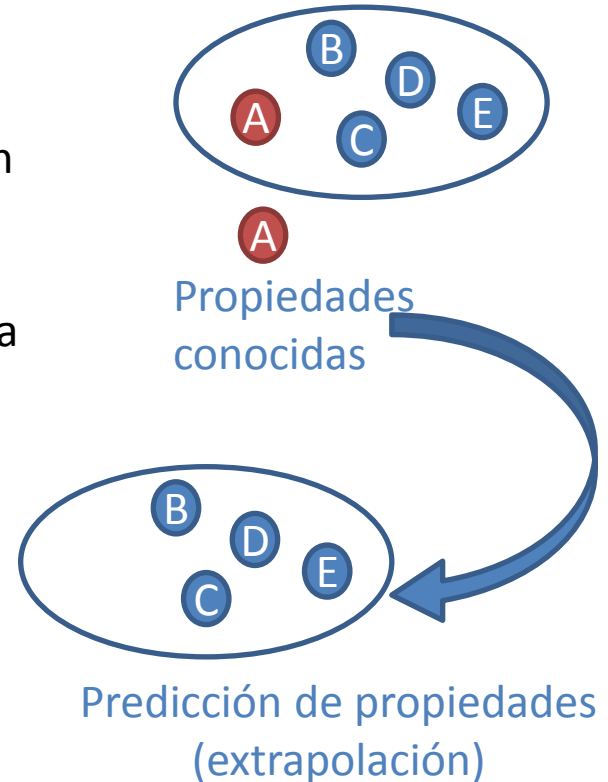 B
D
E
A
C
n
A
Propiedades
a
conocidas
B
D
E
C
Predicción de propiedades
(extrapolación)